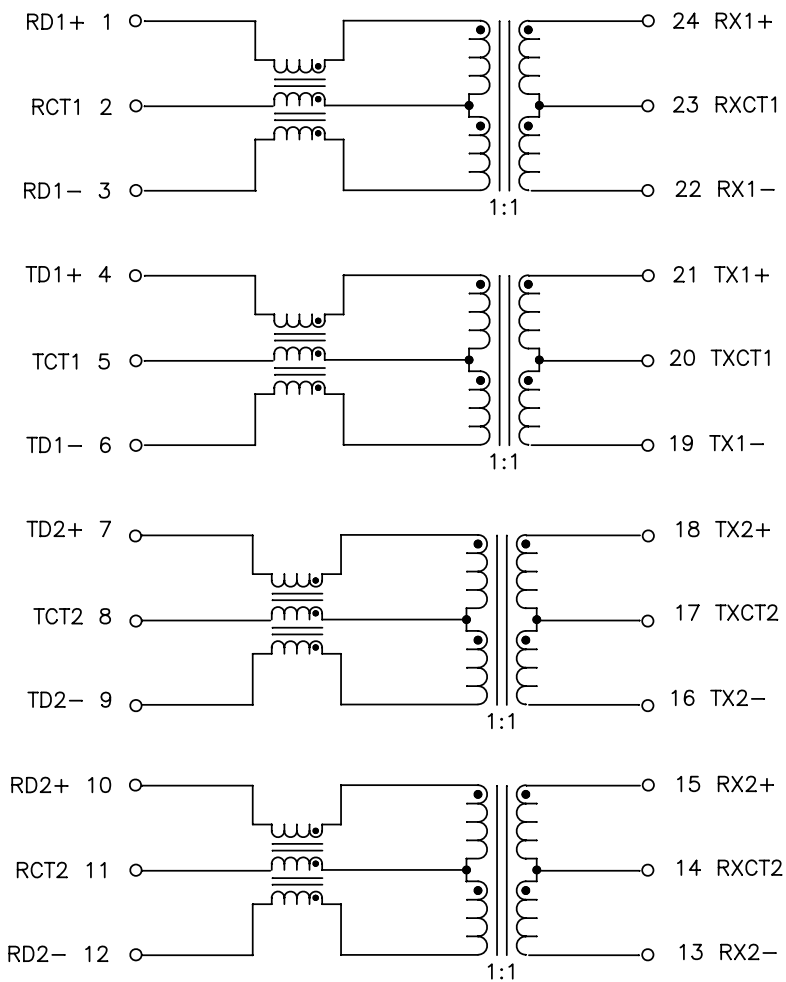 RD1+ 1 24 RX1+
RCT1 2 23 RXCT1
RD1- 3 22 RX1-
1:1
TD1+ 4 21 TX1+
TCT1 5 20 TXCT1
TD1- 6 19 TX1-
1:1
TD2+ 7 18 TX2+
TCT2 8 17 TXCT2
TD2- 9 16 TX2-
1:1
RD2+ 10 15 RX2+
RCT2 11 14 RXCT2
RD2- 12 13 RX2-
1:1